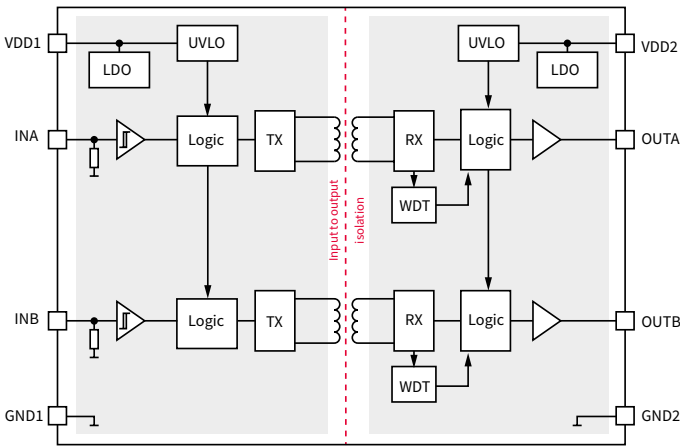 VDD1
UVLO
LDO
UVLO
LDO
VDD2
INA
Logic
TX
RX
Logic
OUTA
WDT
Input to output
isolation
INB
Logic
TX
RX
Logic
OUTB
WDT
GND1
GND2